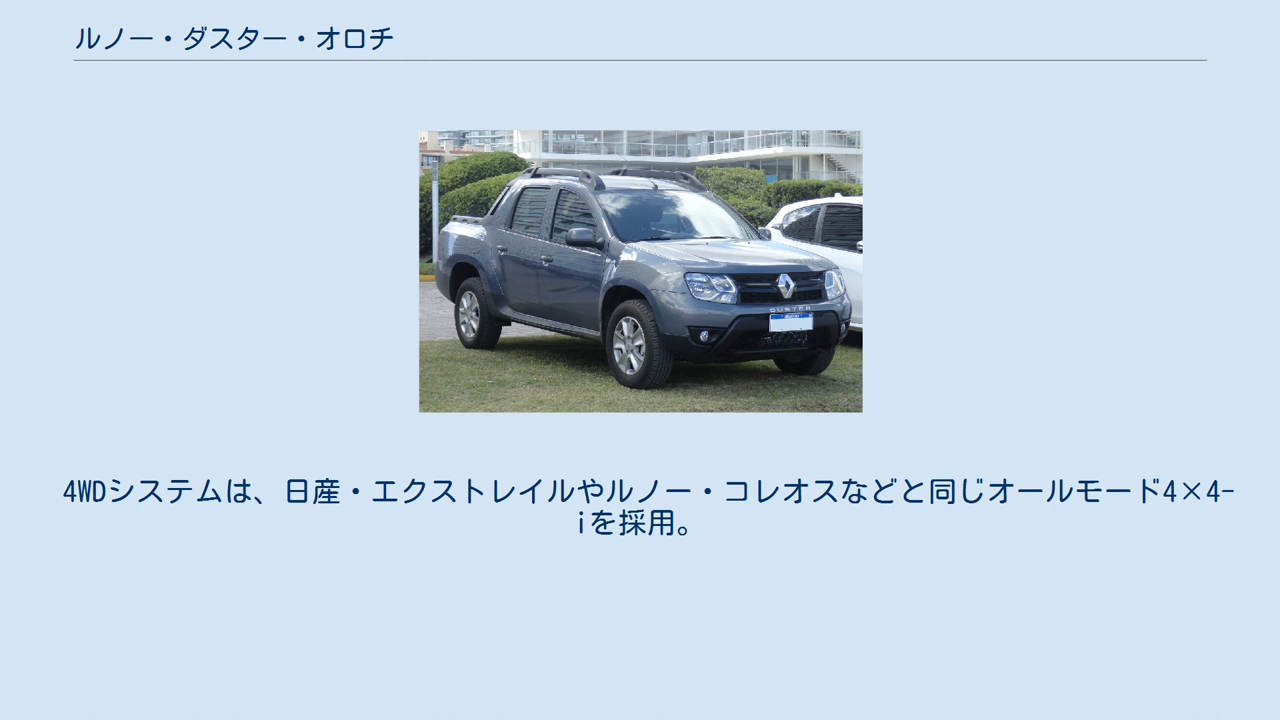 ルノー・ダスター・オロチ
DUSTER
4WDシステムは、日産・エクストレイルやルノー・コレオスなどと同じオールモード4×4-
iを採用。